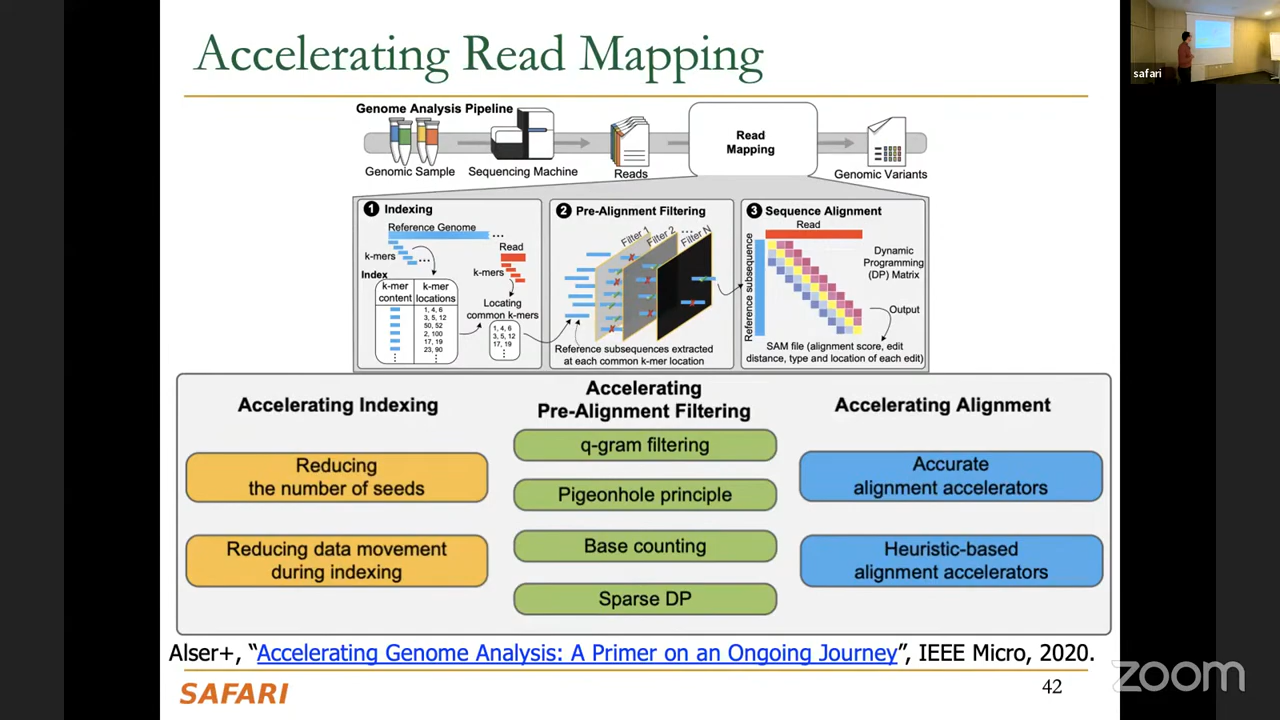 Accelerating Read Mapping
safari
Genome Analysis Pipeline
Genomic Sample
Sequencing Machine
Reads
Read
Mapping
Genomic Variants
1 Indexing
Reference Genome
...
k-mers
...
Read
k-mers
Index
k-mer
content
k-mer
locations
1, 4, 6
3, 5, 12
50, 52
2, 100
17, 19
23, 90
Locating
common k-mers
1, 4, 6
3, 5, 12
17, 19
2 Pre-Alignment Filtering
Filter 1
Filter 2
...
Filter N
Reference subsequences extracted
at each common k-mer location
3 Sequence Alignment
Read
Reference subsequence
Dynamic
Programming
(DP) Matrix
Output
SAM file (alignment score, edit
distance, type and location of each edit)
Accelerating Indexing
Reducing
the number of seeds
Reducing data movement
during indexing
Accelerating
Pre-Alignment Filtering
q-gram filtering
Pigeonhole principle
Base counting
Sparse DP
Accelerating Alignment
Accurate
alignment accelerators
Heuristic-based
alignment accelerators
Alser+, “Accelerating Genome Analysis: A Primer on an Ongoing Journey”, IEEE Micro, 2020.
SAFARI
42
zoom